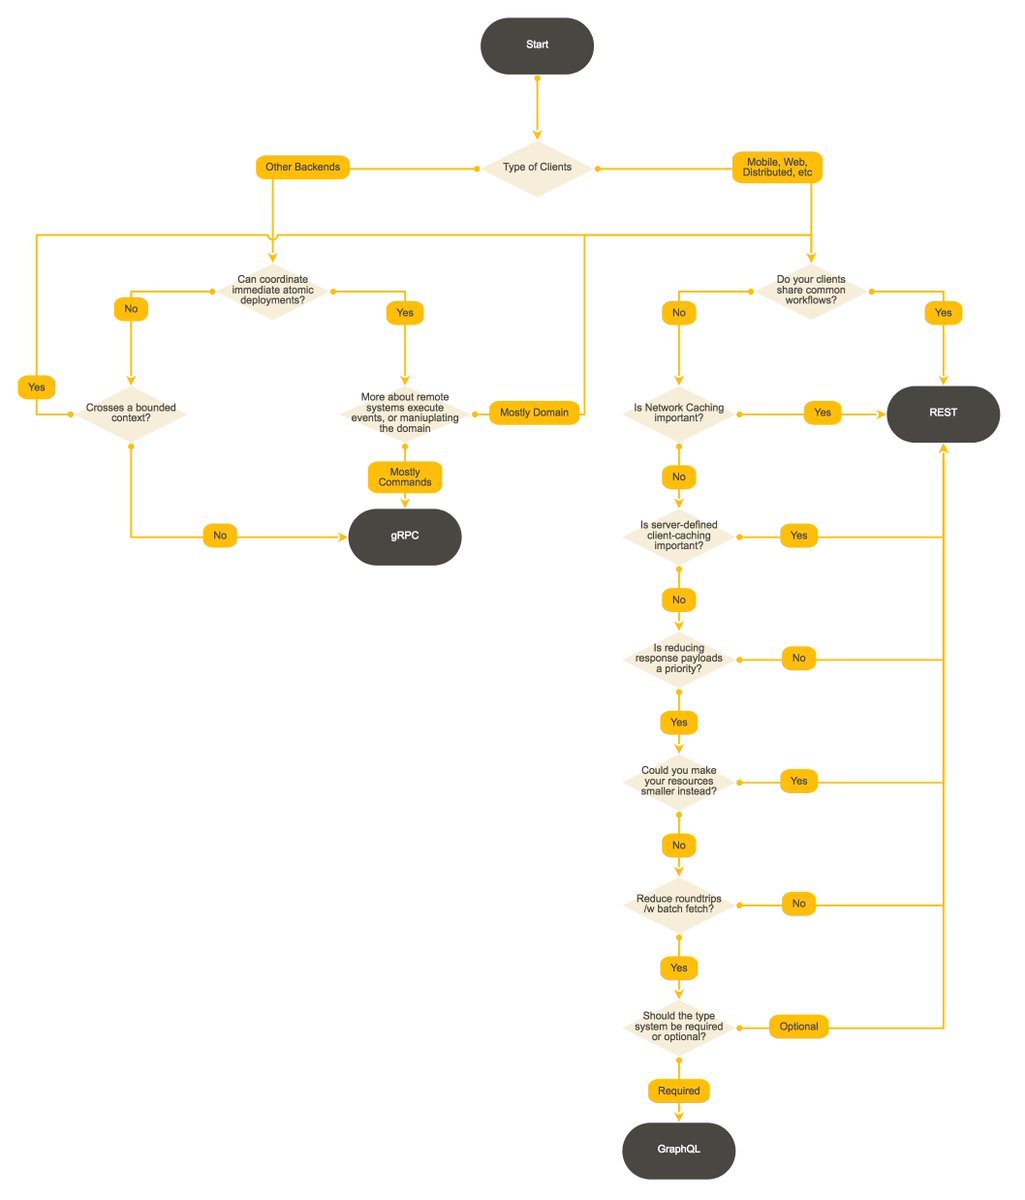 Start
Type of Clients
Other Backends
Mobile, Web,
Distributed, etc
Can coordinate
immediate atomic
deployments?
Do your clients
share common
workflows?
No
Yes
No
Yes
Yes
Crosses a bounded
context?
More about remote
systems execute
events, or maniuplating
the domain
Mostly Domain
Is Network Caching
important?
Yes
REST
Mostly
Commands
No
No
gRPC
Is server-defined
client-caching
important?
Yes
No
Is reducing
response payloads
a priority?
No
Yes
Could you make
your resources
smaller instead?
Yes
No
Reduce roundtrips
/w batch fetch?
No
Yes
Should the type
system be required
or optional?
Optional
Required
GraphQL